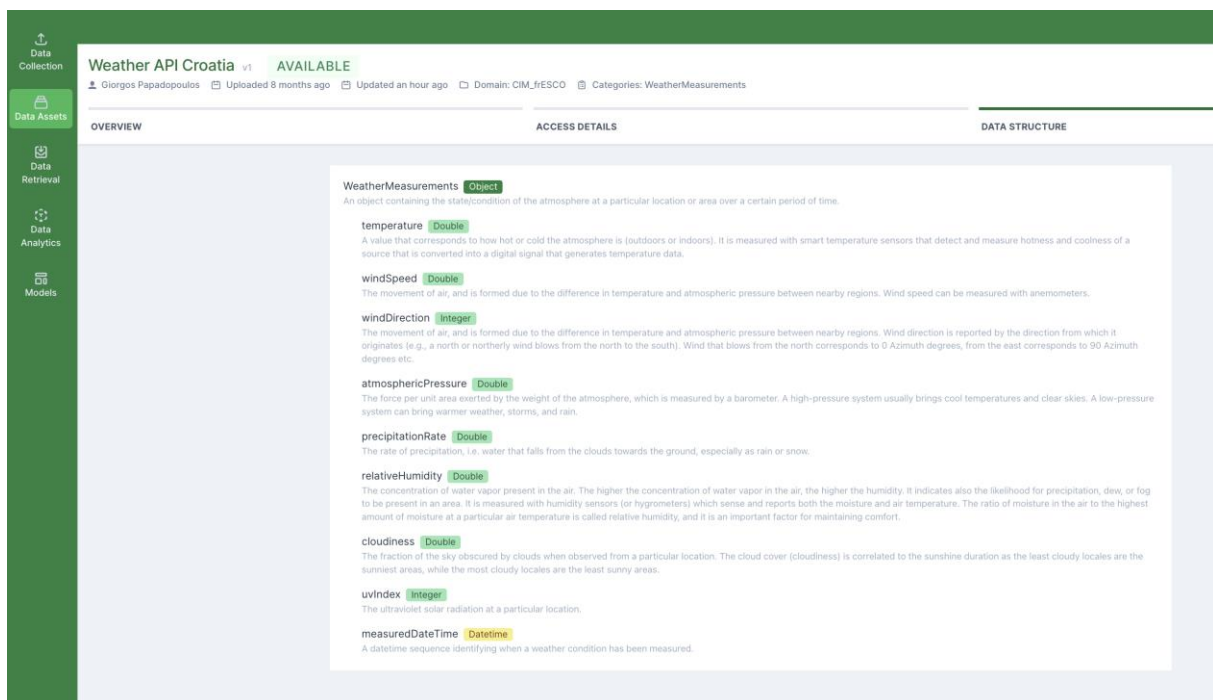 Data
Collection
Data Assets
Data
Retrieval
Data
Analytics
Models
Weather API Croatia v1 AVAILABLE
Giorgos Papadopoulos Uploaded 8 months ago Updated an hour ago Domain: CIM_frESCO Categories: WeatherMeasurements
OVERVIEW ACCESS DETAILS DATA STRUCTURE
WeatherMeasurements Object
An object containing the state/condition of the atmosphere at a particular location or area over a certain period of time.
temperature Double
A value that corresponds to how hot or cold the atmosphere is (outdoors or indoors). It is measured with smart temperature sensors that detect and measure hotness and coolness of a
source that is converted into a digital signal that generates temperature data.
windSpeed Double
The movement of air, and is formed due to the difference in temperature and atmospheric pressure between nearby regions. Wind speed can be measured with anemometers.
windDirection Integer
The movement of air, and is formed due to the difference in temperature and atmospheric pressure between nearby regions. Wind direction is reported by the direction from which it
originates (e.g., a north or northerly wind blows from the north to the south). Wind that blows from the north corresponds to 0 Azimuth degrees, from the east corresponds to 90 Azimuth
degrees etc.
atmosphericPressure Double
The force per unit area exerted by the weight of the atmosphere, which is measured by a barometer. A high-pressure system usually brings cool temperatures and clear skies. A low-pressure
system can bring warmer weather, storms, and rain.
precipitationRate Double
The rate of precipitation, i.e. water that falls from the clouds towards the ground, especially as rain or snow.
relativeHumidity Double
The concentration of water vapor present in the air. The higher the concentration of water vapor in the air, the higher the humidity. It indicates also the likelihood for precipitation, dew, or fog
to be present in an area. It is measured with humidity sensors (or hygrometers) which sense and reports both the moisture and air temperature. The ratio of moisture in the air to the highest
amount of moisture at a particular air temperature is called relative humidity, and it is an important factor for maintaining comfort.
cloudiness Double
The fraction of the sky obscured by clouds when observed from a particular location. The cloud cover (cloudiness) is correlated to the sunshine duration as the least cloudy locales are the
sunniest areas, while the most cloudy locales are the least sunny areas.
uvIndex Integer
The ultraviolet solar radiation at a particular location.
measuredDateTime Datetime
A datetime sequence identifying when a weather condition has been measured.